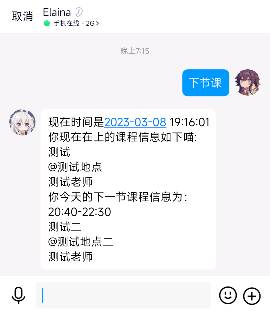 取消
Elaina
手机在线 - 2G>
晚上7:15
下节课
现在时间是2023-03-08 19:16:01
你现在在上的课程信息如下喵:
测试
@测试地点
测试老师
你今天的下一节课程信息为:
20:40-22:30
测试二
@测试地点二
测试老师